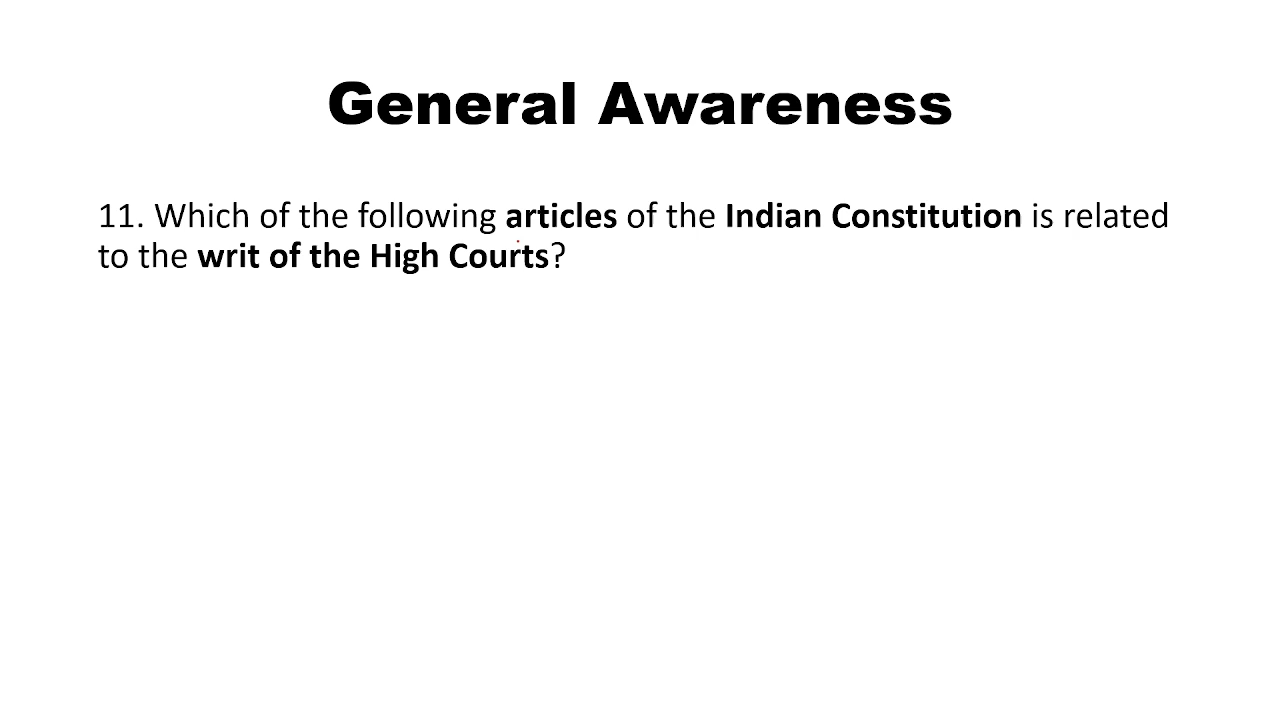 General Awareness
11. Which of the following articles of the Indian Constitution is related
to the writ of the High Courts?